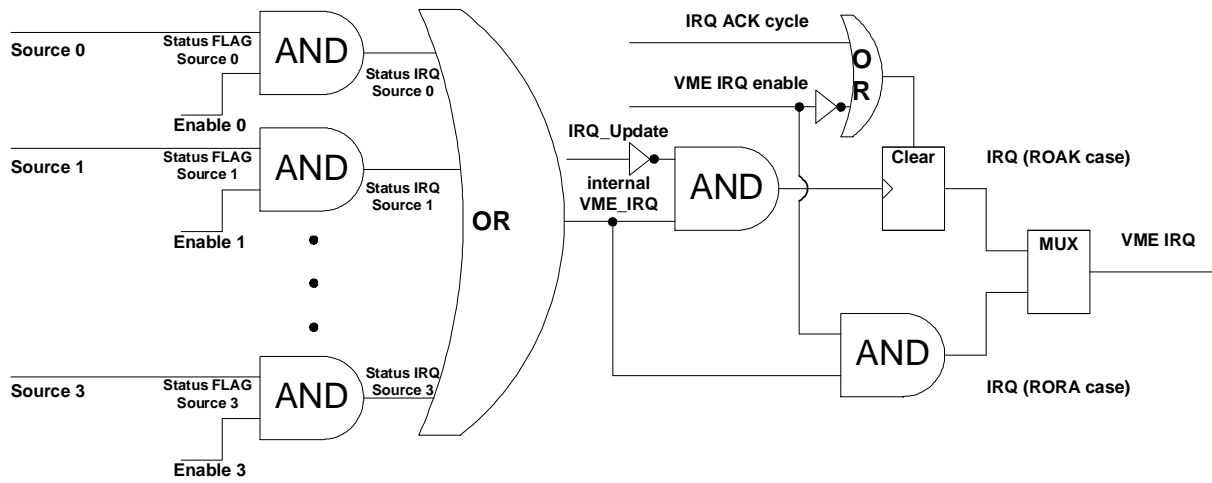 Source 0
Status FLAG
Source 0
Enable 0
AND
Status IRQ
Source 0
Source 1
Status FLAG
Source 1
Enable 1
AND
Status IRQ
Source 1
Source 3
Status FLAG
Source 3
Enable 3
AND
Status IRQ
Source 3
OR
IRQ_Update
internal
VME_IRQ
AND
IRQ ACK cycle
VME IRQ enable
O
R
Clear
IRQ (ROAK case)
AND
IRQ (RORA case)
MUX
VME IRQ